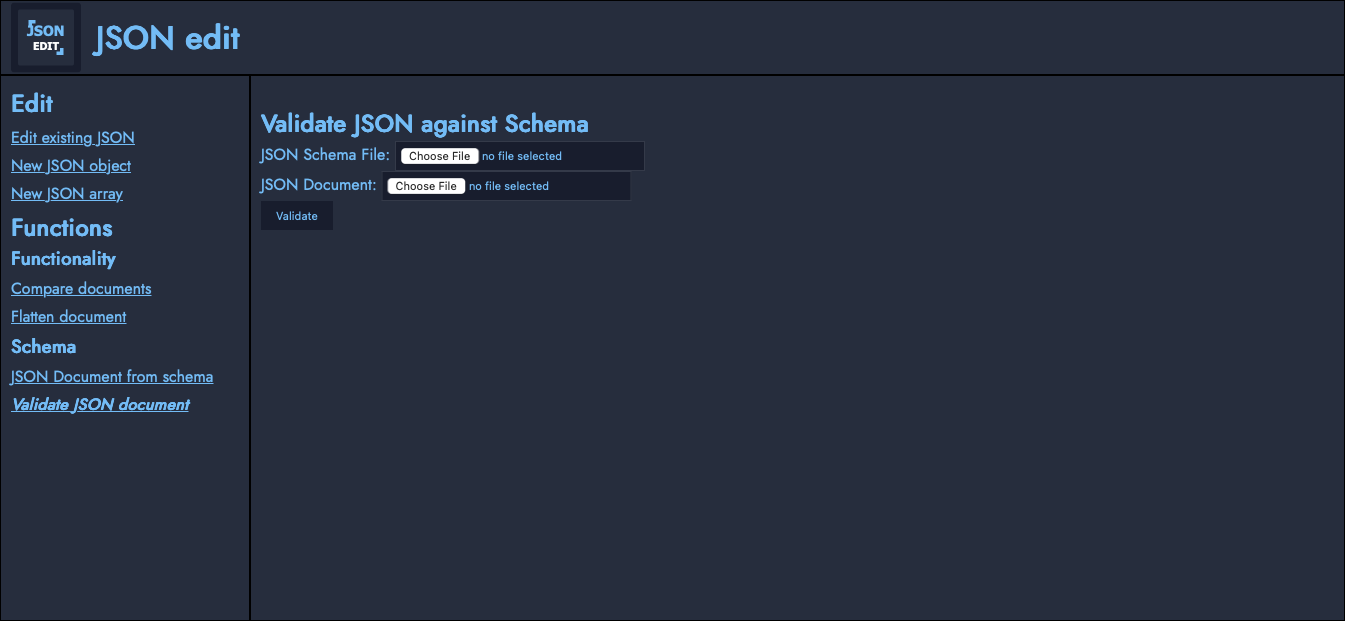 JSON
EDIT
JSON edit
Edit
Edit existing JSON
New JSON object
New JSON array
Functions
Functionality
Compare documents
Flatten document
Schema
JSON Document from schema
Validate JSON document
Validate JSON against Schema
JSON Schema File: Choose File no file selected
JSON Document: Choose File no file selected
Validate